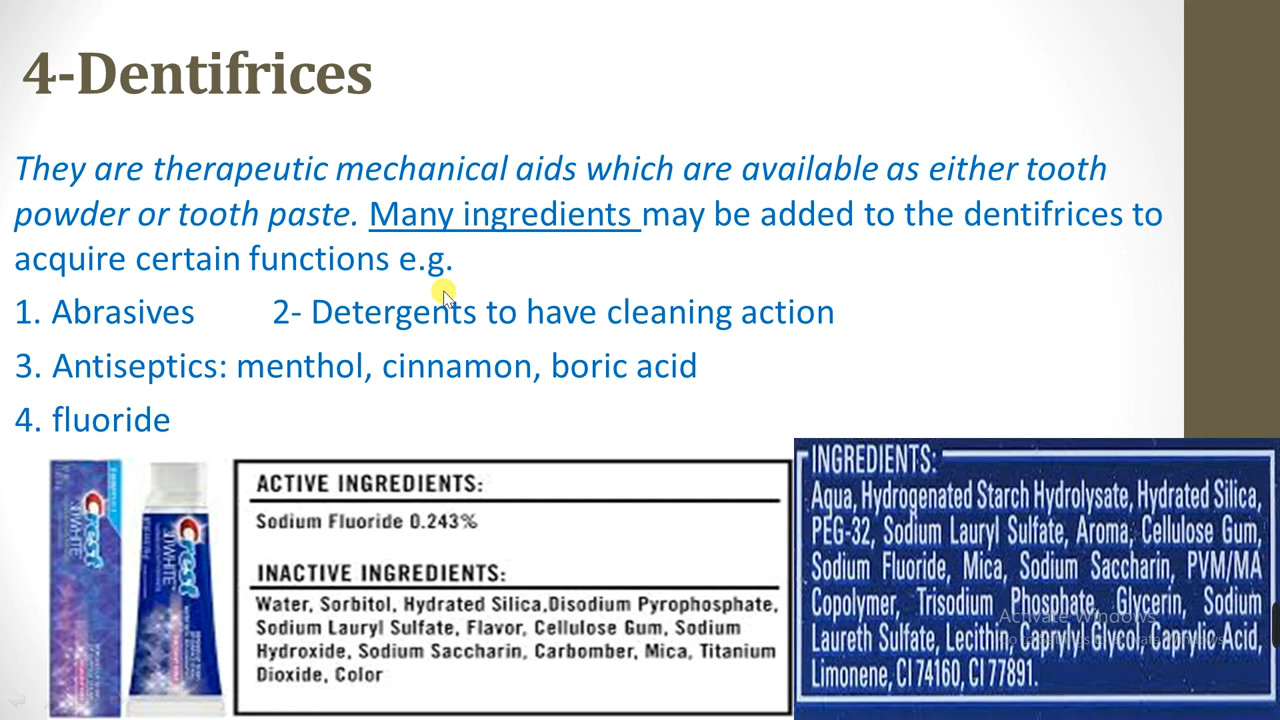 4-Dentifrices
They are therapeutic mechanical aids which are available as either tooth
powder or tooth paste. Many ingredients may be added to the dentifrices to
acquire certain functions e.g.
1. Abrasives 2- Detergents to have cleaning action
3. Antiseptics: menthol, cinnamon, boric acid
4. fluoride
Crest
3D WHITE
Crest
3D WHITE
ACTIVE INGREDIENTS:
Sodium Fluoride 0.243%
INACTIVE INGREDIENTS:
Water, Sorbitol, Hydrated Silica,Disodium Pyrophosphate,
Sodium Lauryl Sulfate, Flavor, Cellulose Gum, Sodium
Hydroxide, Sodium Saccharin, Carbomber, Mica, Titanium
Dioxide, Color
INGREDIENTS:
Aqua, Hydrogenated Starch Hydrolysate, Hydrated Silica,
PEG-32, Sodium Lauryl Sulfate, Aroma, Cellulose Gum,
Sodium Fluoride, Mica, Sodium Saccharin, PVM/MA
Copolymer, Trisodium Phosphate, Glycerin, Sodium
Laureth Sulfate, Lecithin, Caprylyl Glycol, Caprylic Acid,
Limonene, CI 74160, CI 77891.
Activate Windows